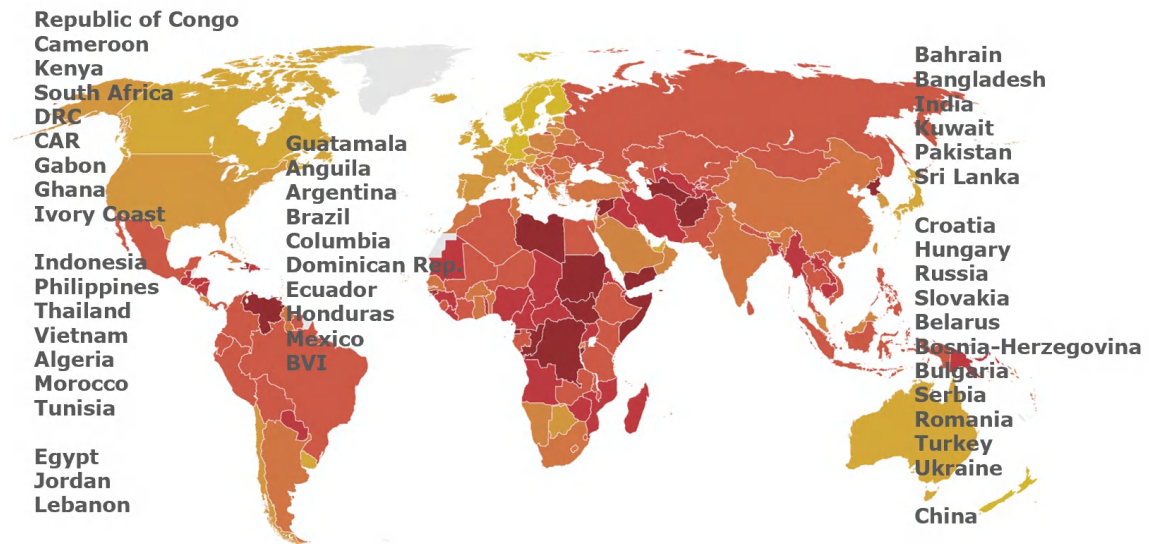 Republic of Congo
Cameroon
Kenya
South Africa
DRC
CAR
Gabon
Ghana
Ivory Coast
Indonesia
Philippines
Thailand
Vietnam
Algeria
Morocco
Tunisia
Egypt
Jordan
Lebanon
Guatamala
Anguila
Argentina
Brazil
Columbia
Dominican Rep.
Ecuador
Honduras
Mexico
BVI
Bahrain
Bangladesh
India
Kuwait
Pakistan
Sri Lanka
Croatia
Hungary
Russia
Slovakia
Belarus
Bosnia-Herzegovina
Bulgaria
Serbia
Romania
Turkey
Ukraine
China